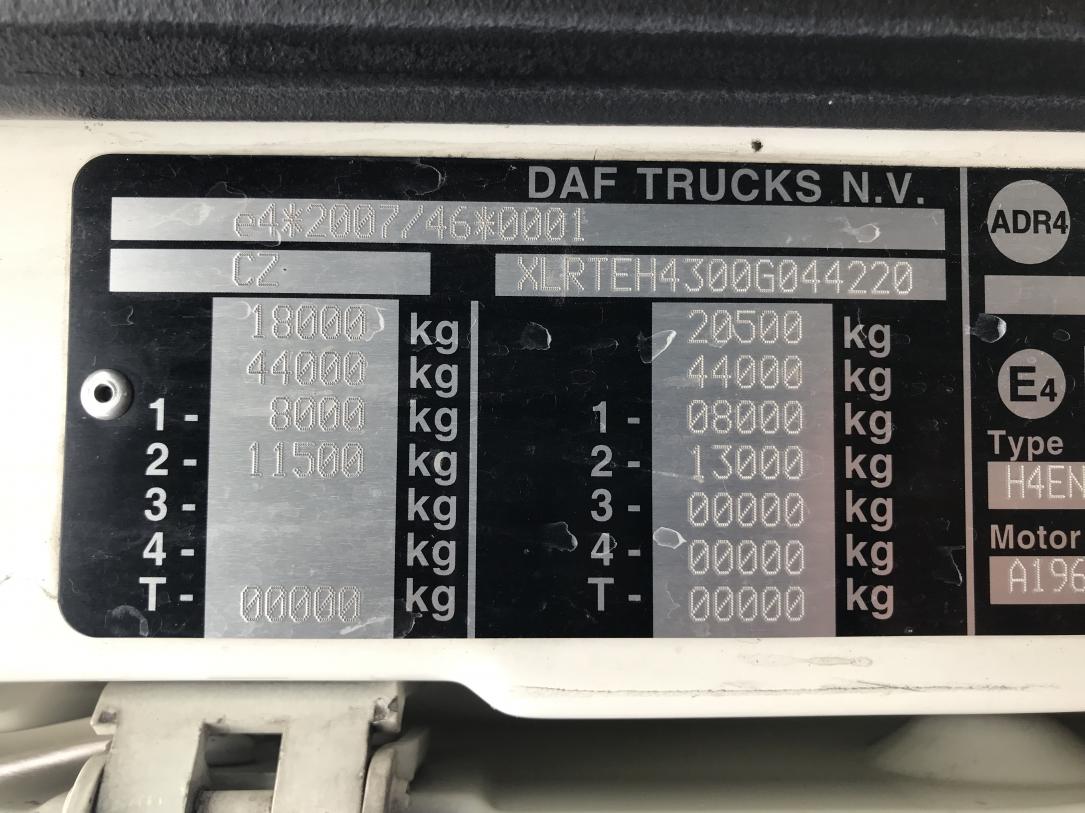 DAF TRUCKS N.V.
e4*2007/46*0001
CZ XLRTEH4300G044220
18000 kg 20500 kg
44000 kg 44000 kg
1- 8000 kg 1- 08000 kg
2- 11500 kg 2- 13000 kg
3- kg 3- 00000 kg
4- kg 4- 00000 kg
T- 00000 kg T- 00000 kg
ADR4
E4
Type
H4EN
Motor
A196